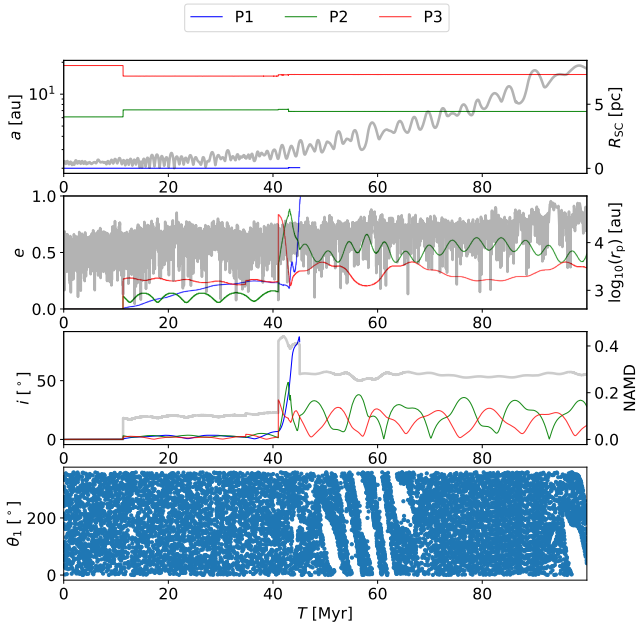 P1 P2 P3
10¹
a [au]
5
0
R_SC [pc]
0 20 40 60 80
1.0
0.5
0.0
e
4
3
log₁₀(r_p) [au]
0 20 40 60 80
50
0
i [°]
0.4
0.2
0.0
NAMD
0 20 40 60 80
200
0
θ₁ [°]
0 20 40 60 80
T [Myr]